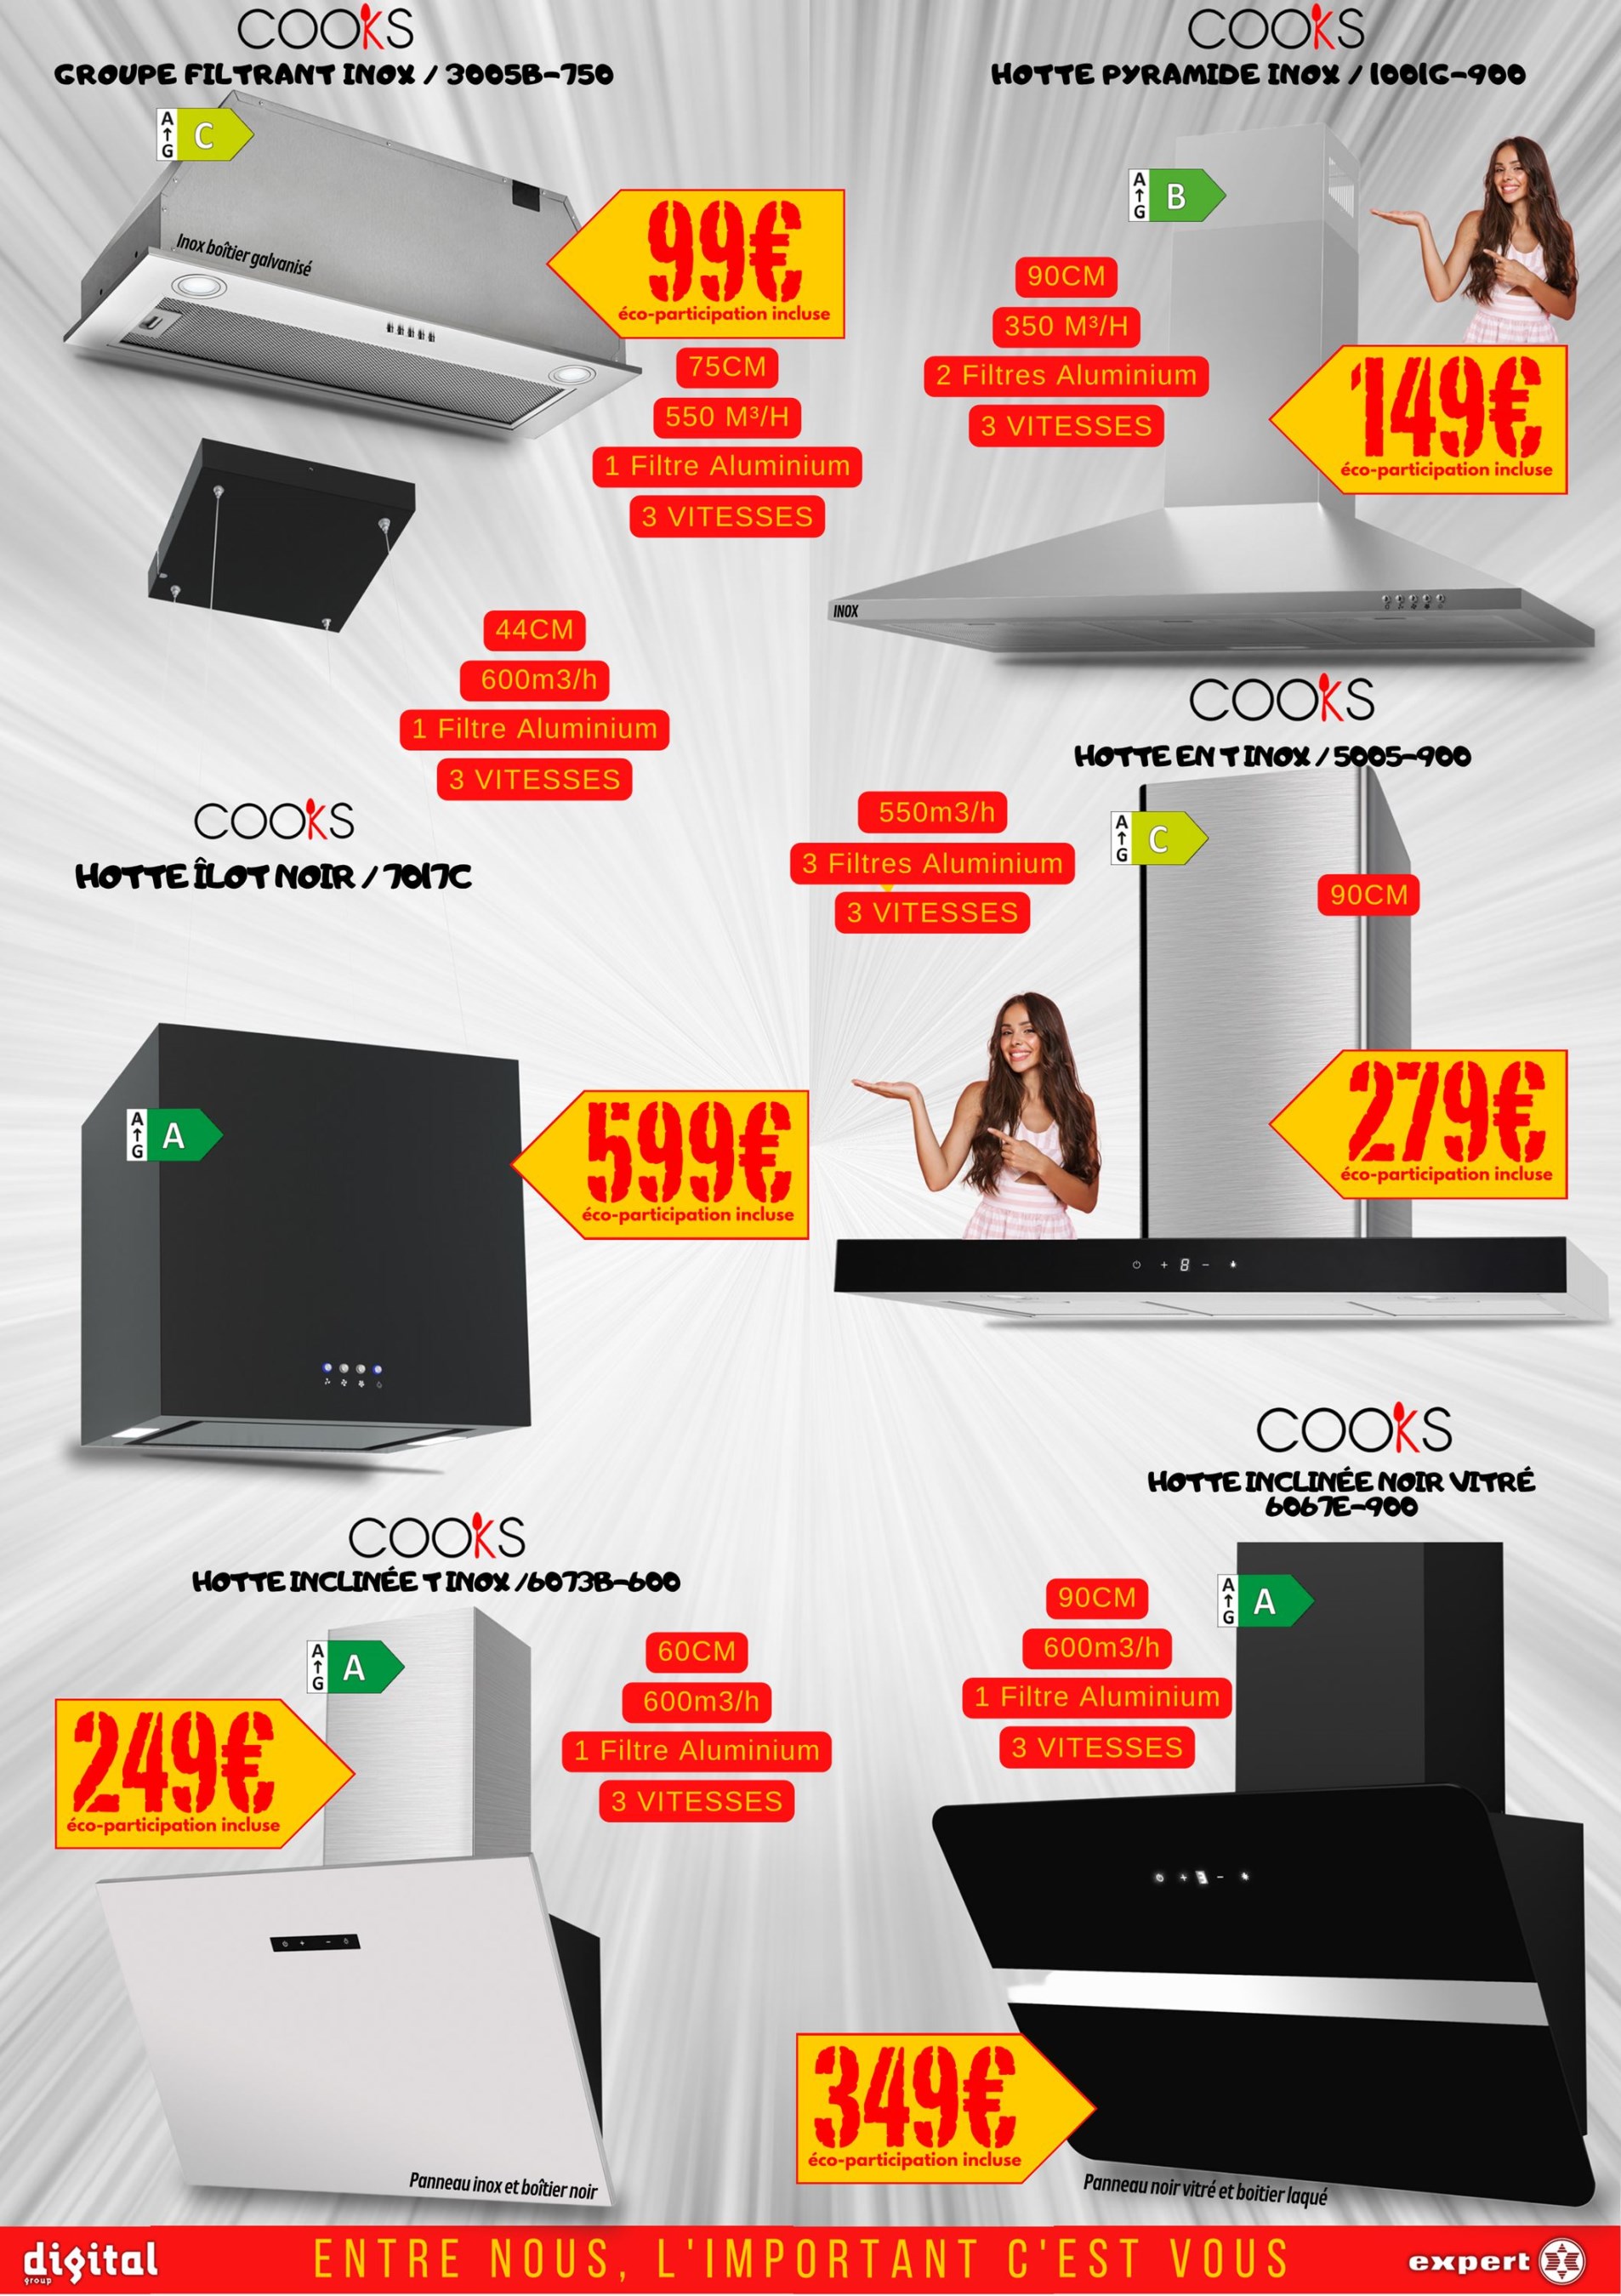 COOKS
GROUPE FILTRANT INOX / 3005B-750
A
G
C
Inox boîtier galvanisé
99€
éco-participation incluse
75CM
550 M³/H
1 Filtre Aluminium
3 VITESSES
COOKS
HOTTE PYRAMIDE INOX / 1001G-900
A
G
B
90CM
350 M³/H
2 Filtres Aluminium
3 VITESSES
149€
éco-participation incluse
INOX
44CM
600m3/h
1 Filtre Aluminium
3 VITESSES
COOKS
HOTTE ÎLOT NOIR / 7017C
A
G
A
599€
éco-participation incluse
COOKS
HOTTE EN T INOX / 5005-900
550m3/h
3 Filtres Aluminium
3 VITESSES
A
G
C
90CM
279€
éco-participation incluse
+ 8 -
COOKS
HOTTE INCLINÉE T INOX /6073B-600
A
G
A
249€
éco-participation incluse
60CM
600m3/h
1 Filtre Aluminium
3 VITESSES
+ -
Panneau inox et boîtier noir
COOKS
HOTTE INCLINÉE NOIR VITRÉ
6067E-900
90CM
600m3/h
1 Filtre Aluminium
3 VITESSES
A
G
A
349€
éco-participation incluse
Panneau noir vitré et boitier laqué
digital
group
ENTRE NOUS, L'IMPORTANT C'EST VOUS
expert